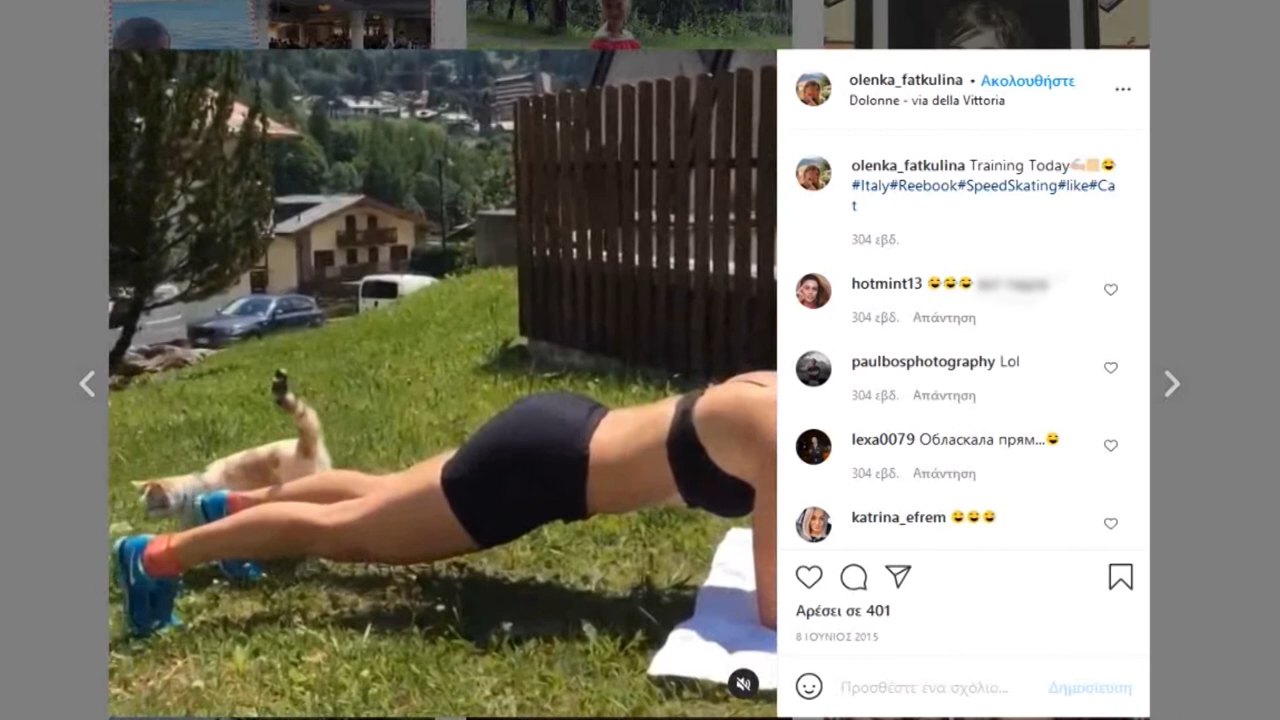 olenka_fatkulina • Ακολουθήστε
Dolonne - via della Vittoria
olenka_fatkulina Training Today💪🏼😅
#Italy#Reebook#SpeedSkating#like#Ca
t
304 εβδ.
hotmint13 😅😅😅
304 εβδ. Απάντηση
paulbosphotography Lol
304 εβδ. Απάντηση
lexa0079 Обласкала прям...😅
304 εβδ. Απάντηση
katrina_efrem 😅😅😅
Αρέσει σε 401
8 ΙΟΥΝΙΟΣ 2015
Προσθέστε ένα σχόλιο... Δημοσίευση